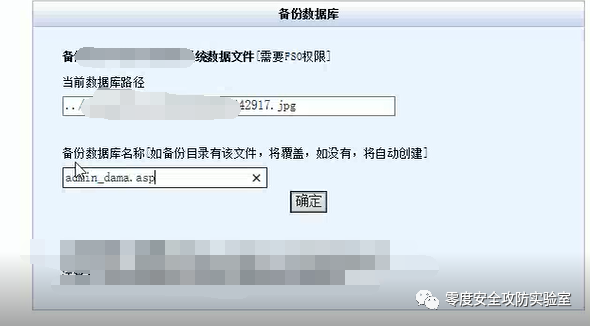 备份数据库
备份 统数据文件[需要FSO权限]
当前数据库路径
../ 42917.jpg
备份数据库名称[如备份目录有该文件，将覆盖，如没有，将自动创建]
admin_dama.asp ×
确定
零度安全攻防实验室